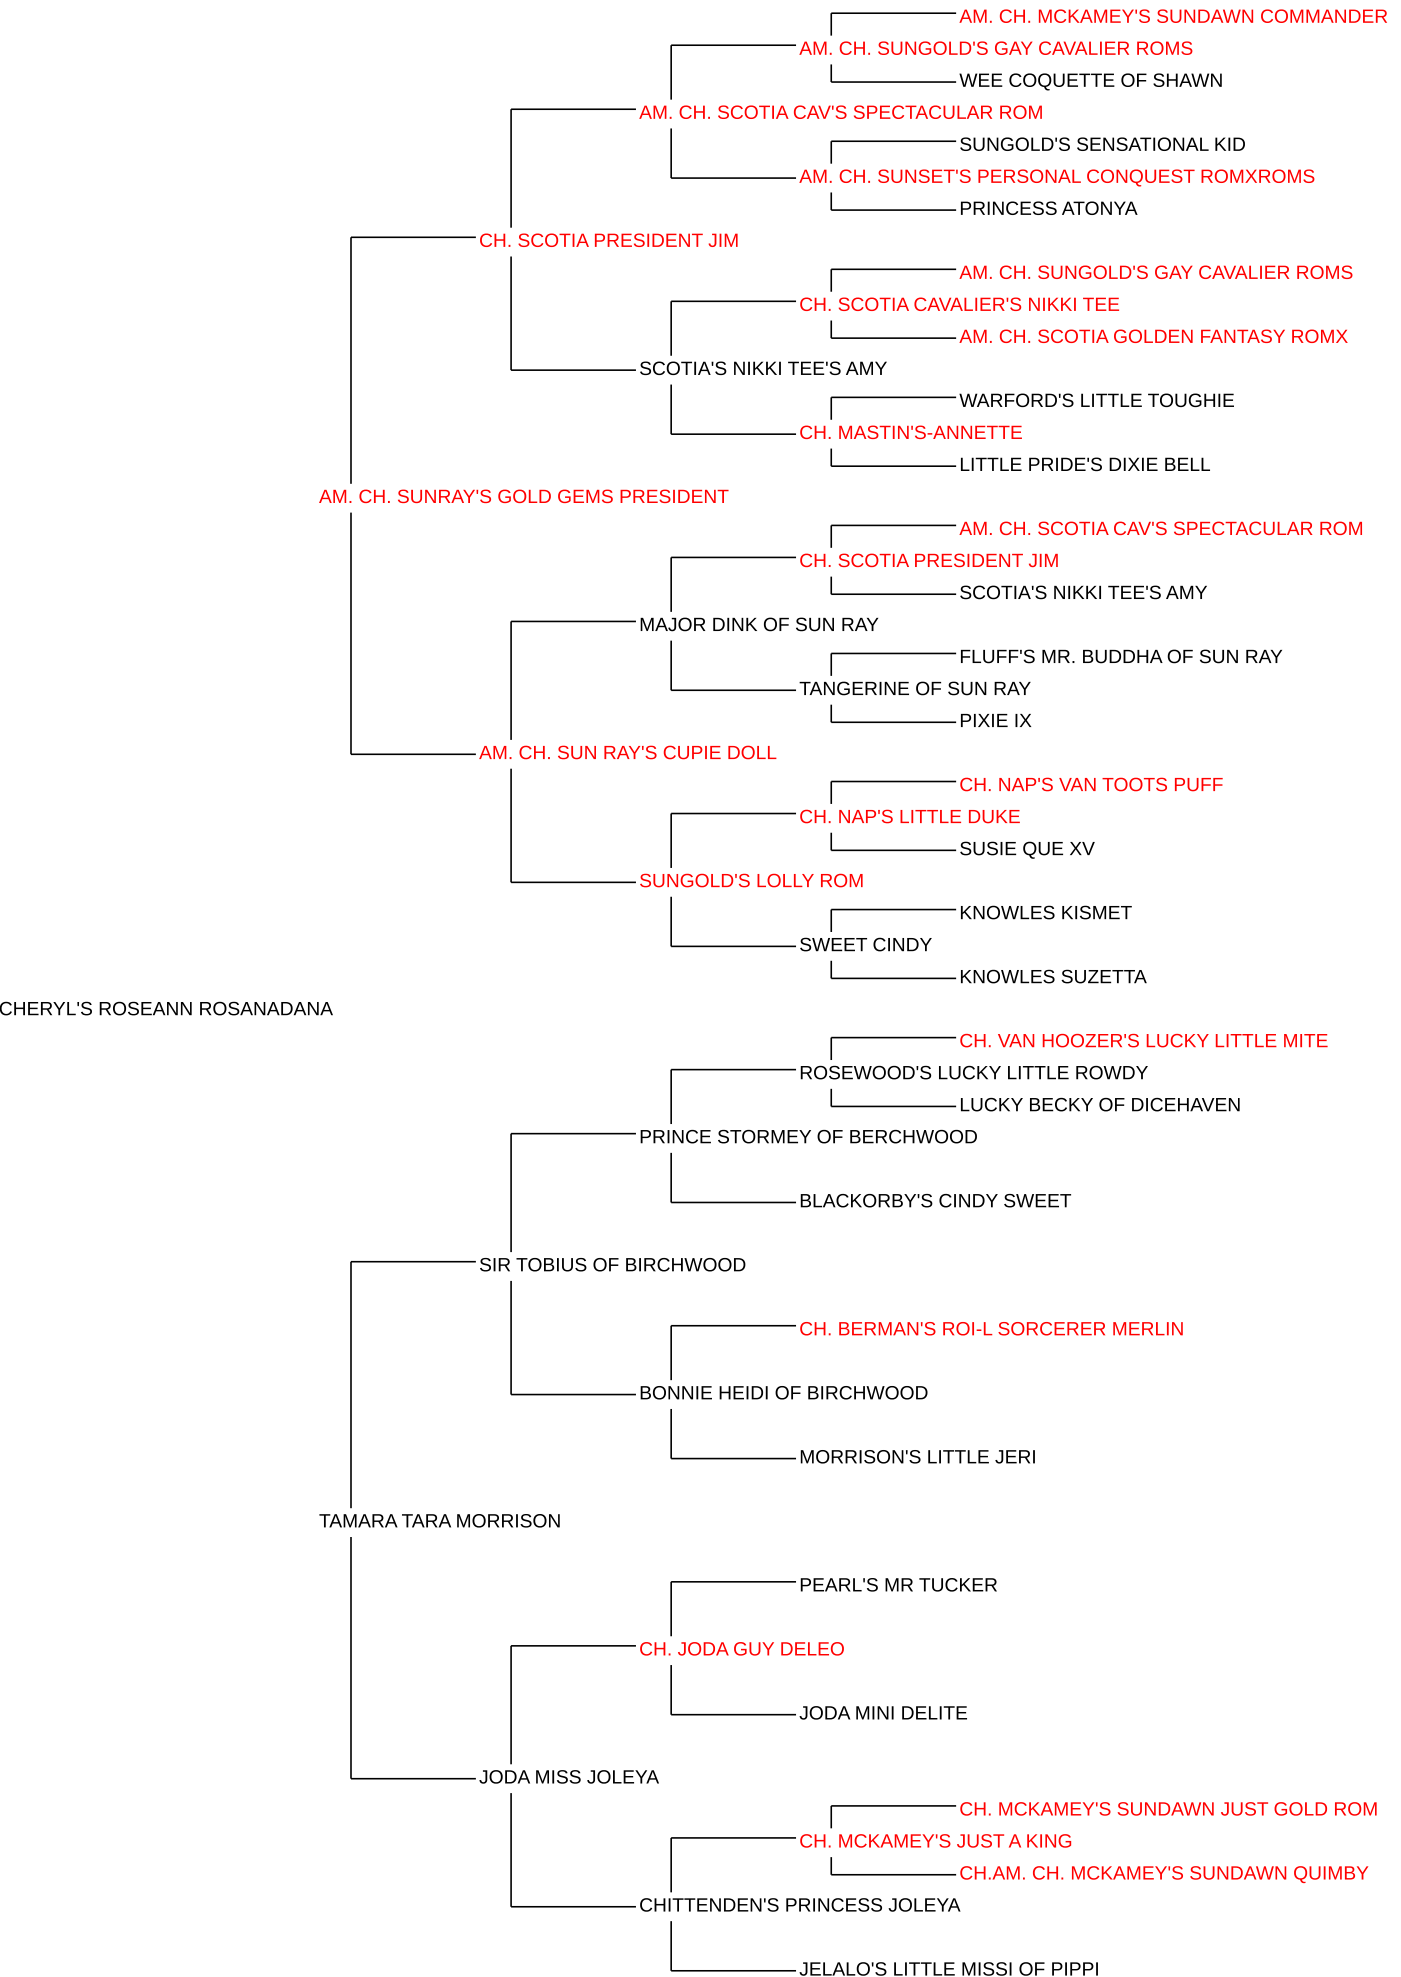 AM. CH. MCKAMEY'S SUNDAWN COMMANDER
AM. CH. SUNGOLD'S GAY CAVALIER ROMS
WEE COQUETTE OF SHAWN
AM. CH. SCOTIA CAV'S SPECTACULAR ROM
SUNGOLD'S SENSATIONAL KID
AM. CH. SUNSET'S PERSONAL CONQUEST ROMXROMS
PRINCESS ATONYA
CH. SCOTIA PRESIDENT JIM
AM. CH. SUNGOLD'S GAY CAVALIER ROMS
CH. SCOTIA CAVALIER'S NIKKI TEE
AM. CH. SCOTIA GOLDEN FANTASY ROMX
SCOTIA'S NIKKI TEE'S AMY
WARFORD'S LITTLE TOUGHIE
CH. MASTIN'S-ANNETTE
LITTLE PRIDE'S DIXIE BELL
AM. CH. SUNRAY'S GOLD GEMS PRESIDENT
AM. CH. SCOTIA CAV'S SPECTACULAR ROM
CH. SCOTIA PRESIDENT JIM
SCOTIA'S NIKKI TEE'S AMY
MAJOR DINK OF SUN RAY
FLUFF'S MR. BUDDHA OF SUN RAY
TANGERINE OF SUN RAY
PIXIE IX
AM. CH. SUN RAY'S CUPIE DOLL
CH. NAP'S VAN TOOTS PUFF
CH. NAP'S LITTLE DUKE
SUSIE QUE XV
SUNGOLD'S LOLLY ROM
KNOWLES KISMET
SWEET CINDY
KNOWLES SUZETTA
CHERYL'S ROSEANN ROSANADANA
CH. VAN HOOZER'S LUCKY LITTLE MITE
ROSEWOOD'S LUCKY LITTLE ROWDY
LUCKY BECKY OF DICEHAVEN
PRINCE STORMEY OF BERCHWOOD
BLACKORBY'S CINDY SWEET
SIR TOBIUS OF BIRCHWOOD
CH. BERMAN'S ROI-L SORCERER MERLIN
BONNIE HEIDI OF BIRCHWOOD
MORRISON'S LITTLE JERI
TAMARA TARA MORRISON
PEARL'S MR TUCKER
CH. JODA GUY DELEO
JODA MINI DELITE
JODA MISS JOLEYA
CH. MCKAMEY'S SUNDAWN JUST GOLD ROM
CH. MCKAMEY'S JUST A KING
CH.AM. CH. MCKAMEY'S SUNDAWN QUIMBY
CHITTENDEN'S PRINCESS JOLEYA
JELALO'S LITTLE MISSI OF PIPPI